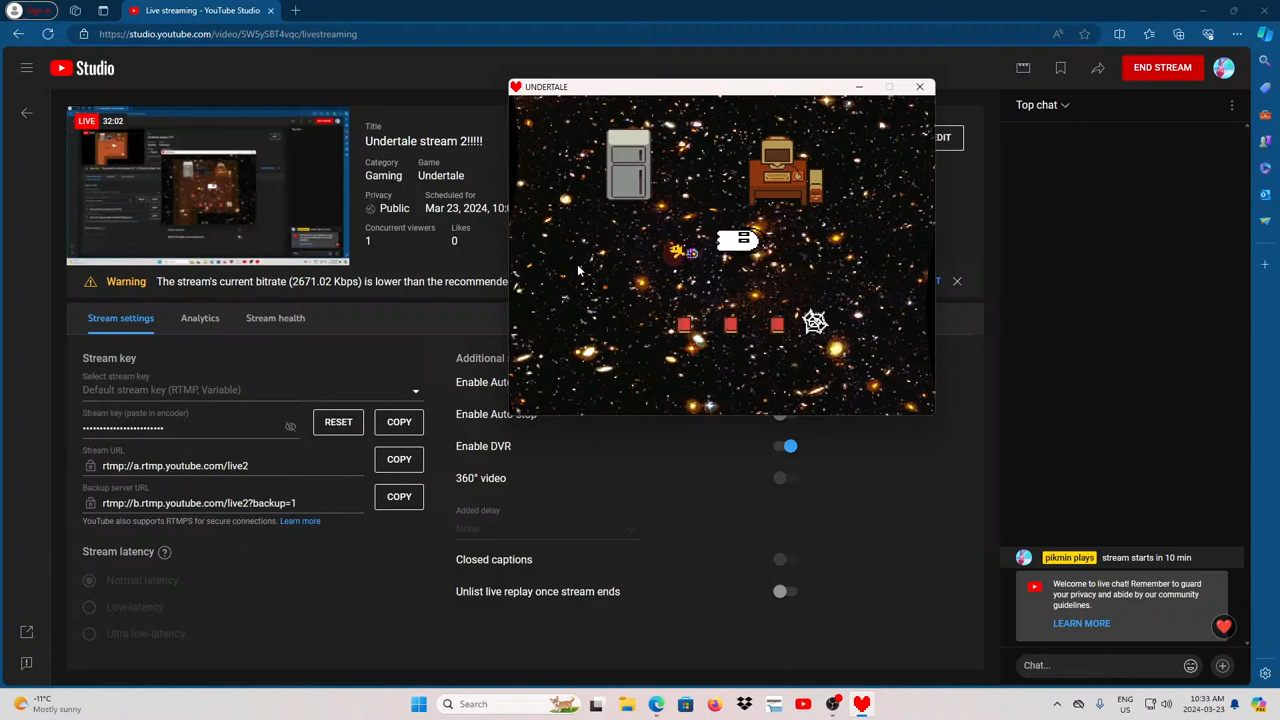 Sign in
Live streaming - YouTube Studio
https://studio.youtube.com/video/5W5ySBT4vqc/livestreaming
Studio
END STREAM
UNDERTALE
Top chat
LIVE 32:02
Title
Undertale stream 2!!!!!
EDIT
Category
Game
Gaming
Undertale
Privacy
Scheduled for
Public
Mar 23, 2024, 10:0
Concurrent viewers
Likes
1
0
Warning
The stream's current bitrate (2671.02 Kbps) is lower than the recommende
T
Stream settings
Analytics
Stream health
Stream key
Additional s
Select stream key
Default stream key (RTMP, Variable)
Enable Aut
Stream key (paste in encoder)
RESET
COPY
Enable Auto stop
Stream URL
rtmp://a.rtmp.youtube.com/live2
COPY
Enable DVR
Backup server URL
rtmp://b.rtmp.youtube.com/live2?backup=1
COPY
360° video
YouTube also supports RTMPS for secure connections. Learn more
Added delay
None
Stream latency
Closed captions
Normal latency
Unlist live replay once stream ends
Low-latency
Ultra low-latency
pikmin plays stream starts in 10 min
Welcome to live chat! Remember to guard
your privacy and abide by our community
guidelines.
LEARN MORE
Chat...
-11°C
Mostly sunny
Search
ENG
US
10:33 AM
2024-03-23